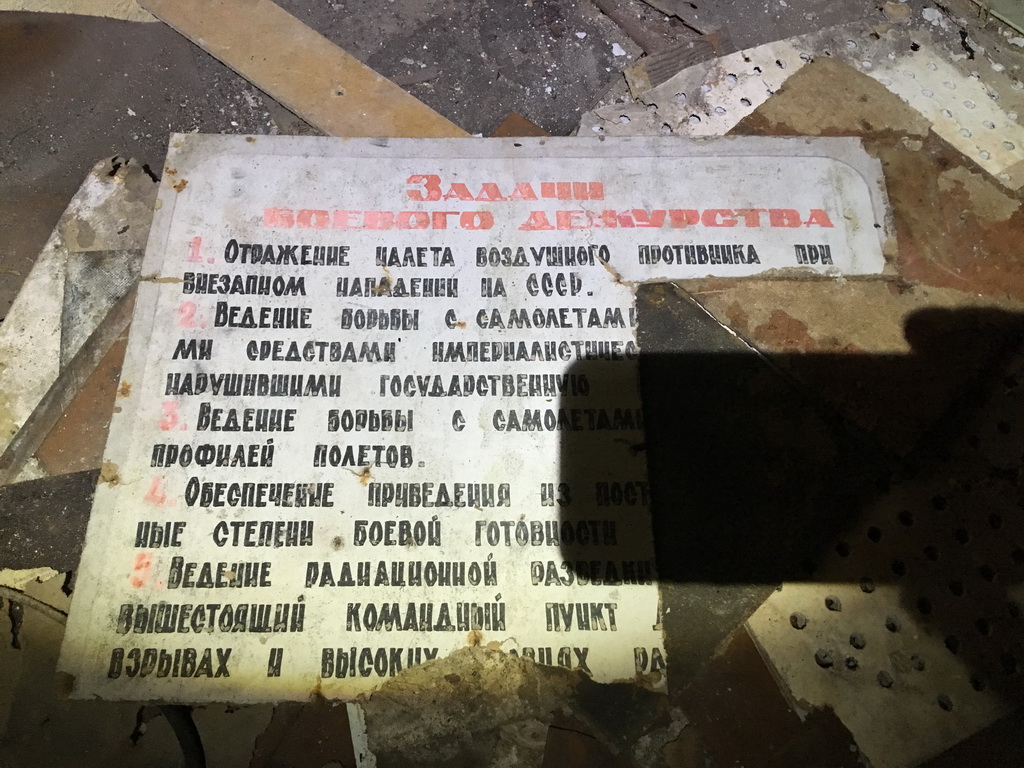 Задачи
боевого дежурства
1. Отражение налета воздушного противника при
внезапном нападении на СССР.
2. Ведение борьбы с самолетами
ми средствами империалистичес
нарушившими государственную
3. Ведение борьбы с самолетами
профилей полетов.
4. Обеспечение приведения из пост
ные степени боевой готовности
5. Ведение радиационной разведки
вышестоящий командный пункт
взрывах и высоких